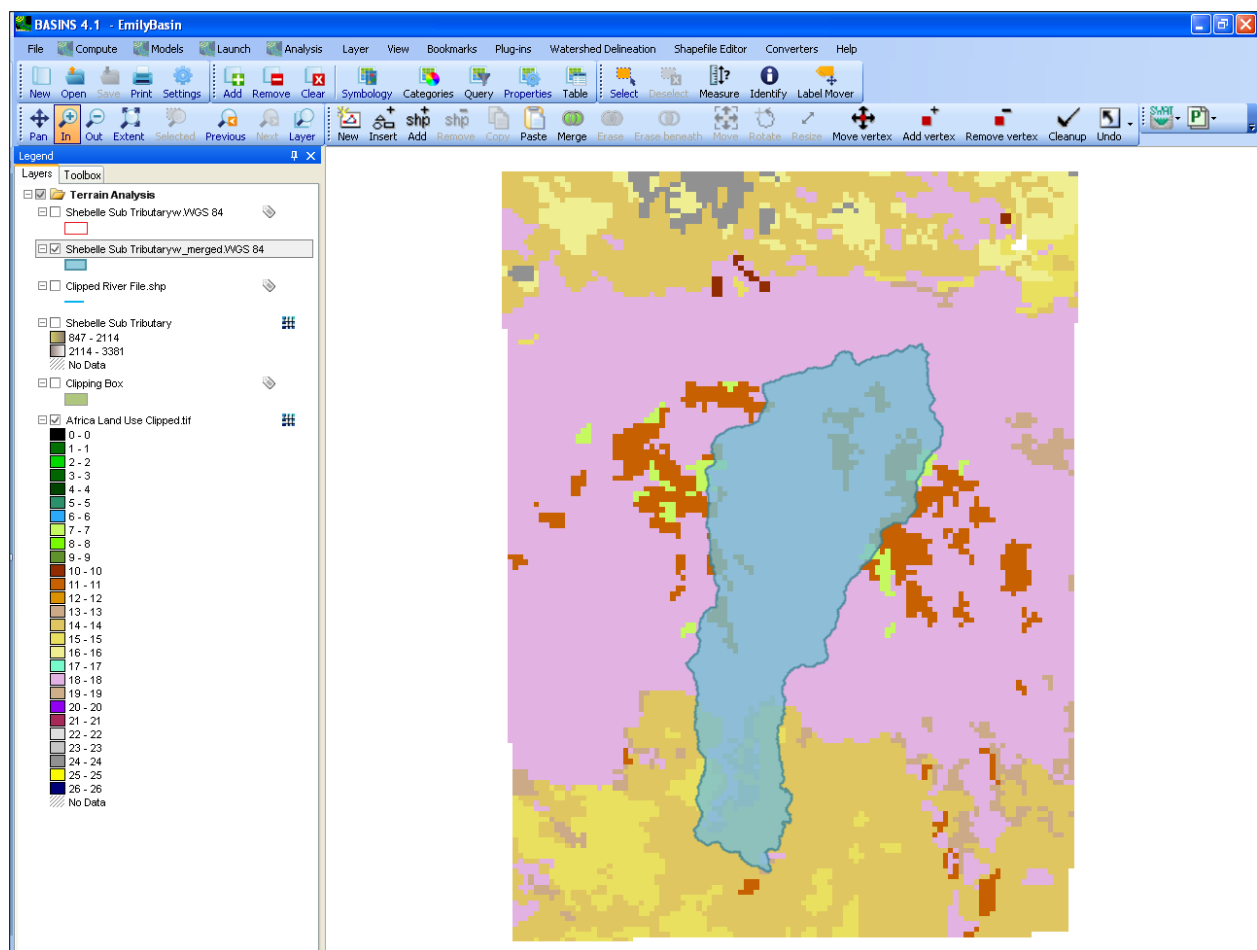 BASINS 4.1 - EmilyBasin
File Compute Models Launch Analysis Layer View Bookmarks Plug-ins Watershed Delineation Shapefile Editor Converters Help
New Open Save Print Settings Add Remove Clear Symbology Categories Query Properties Table Select Deselect Measure Identify Label Mover
Pan In Out Extent Selected Previous Next Layer New Insert Add Remove Copy Paste Merge Erase Erase beneath Move Rotate Resize Move vertex Add vertex Remove vertex Cleanup Undo
Legend
Layers Toolbox
Terrain Analysis
Shebelle Sub Tributaryw.WGS 84
Shebelle Sub Tributaryw_merged.WGS 84
Clipped River File.shp
Shebelle Sub Tributary
847 - 2114
2114 - 3381
No Data
Clipping Box
Africa Land Use Clipped.tif
0 - 0
1 - 1
2 - 2
3 - 3
4 - 4
5 - 5
6 - 6
7 - 7
8 - 8
9 - 9
10 - 10
11 - 11
12 - 12
13 - 13
14 - 14
15 - 15
16 - 16
17 - 17
18 - 18
19 - 19
20 - 20
21 - 21
22 - 22
23 - 23
24 - 24
25 - 25
26 - 26
No Data